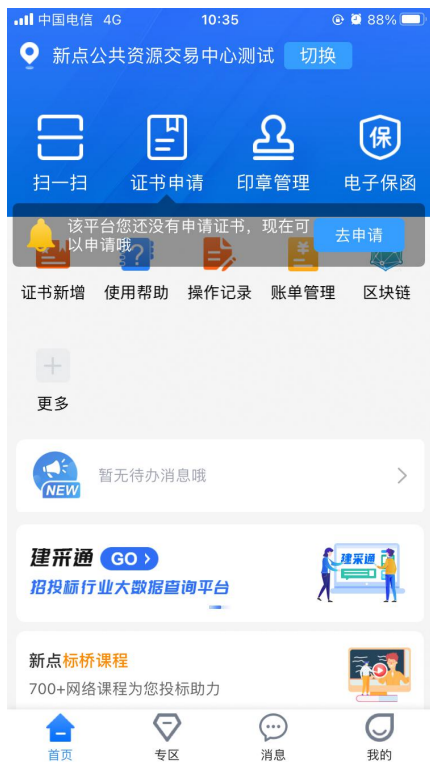 中国电信 4G 10:35 88%
新点公共资源交易中心测试 切换
保
扫一扫 证书申请 印章管理 电子保函
该平台您还没有申请证书，现在可
以申请哦
去申请
证书新增 使用帮助 操作记录 账单管理 区块链
更多
NEW
暂无待办消息哦
建采通 GO
建采通
招投标行业大数据查询平台
新点标桥课程
700+网络课程为您投标助力
首页 专区 消息 我的